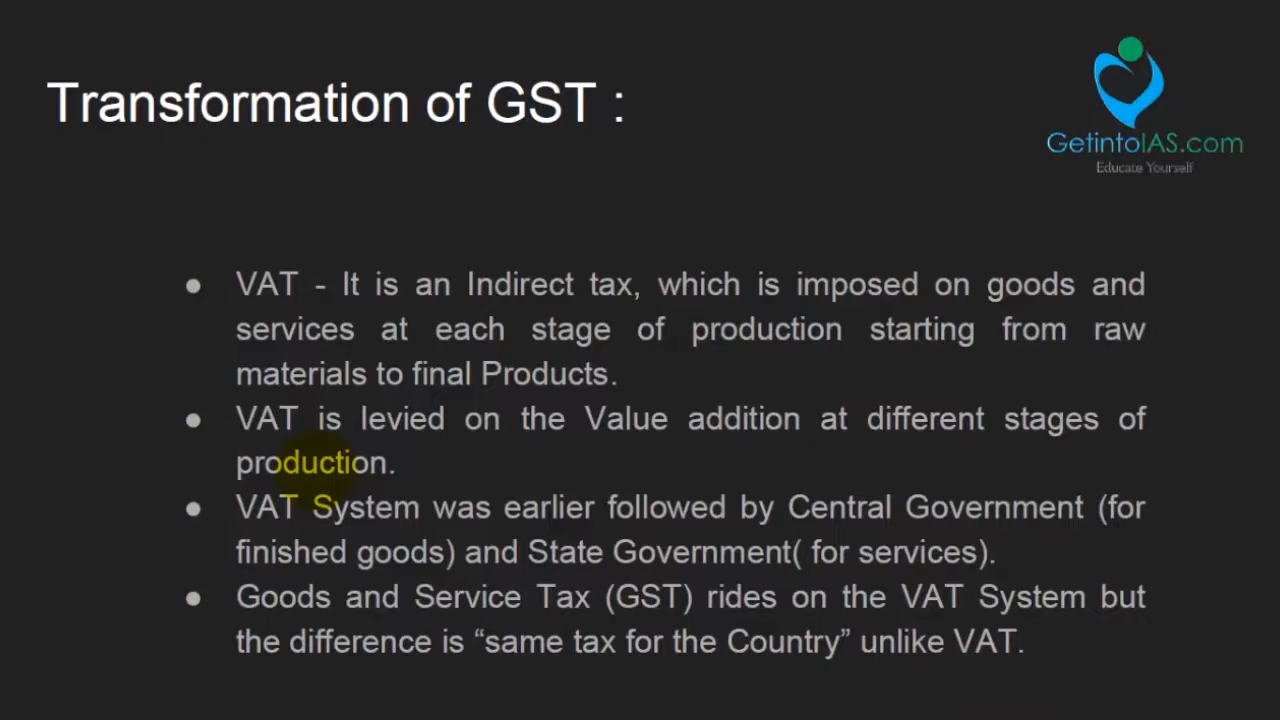 Transformation of GST :
GetintoIAS.com
Educate Yourself
● VAT - It is an Indirect tax, which is imposed on goods and
services at each stage of production starting from raw
materials to final Products.
● VAT is levied on the Value addition at different stages of
production.
● VAT System was earlier followed by Central Government (for
finished goods) and State Government( for services).
● Goods and Service Tax (GST) rides on the VAT System but
the difference is “same tax for the Country” unlike VAT.